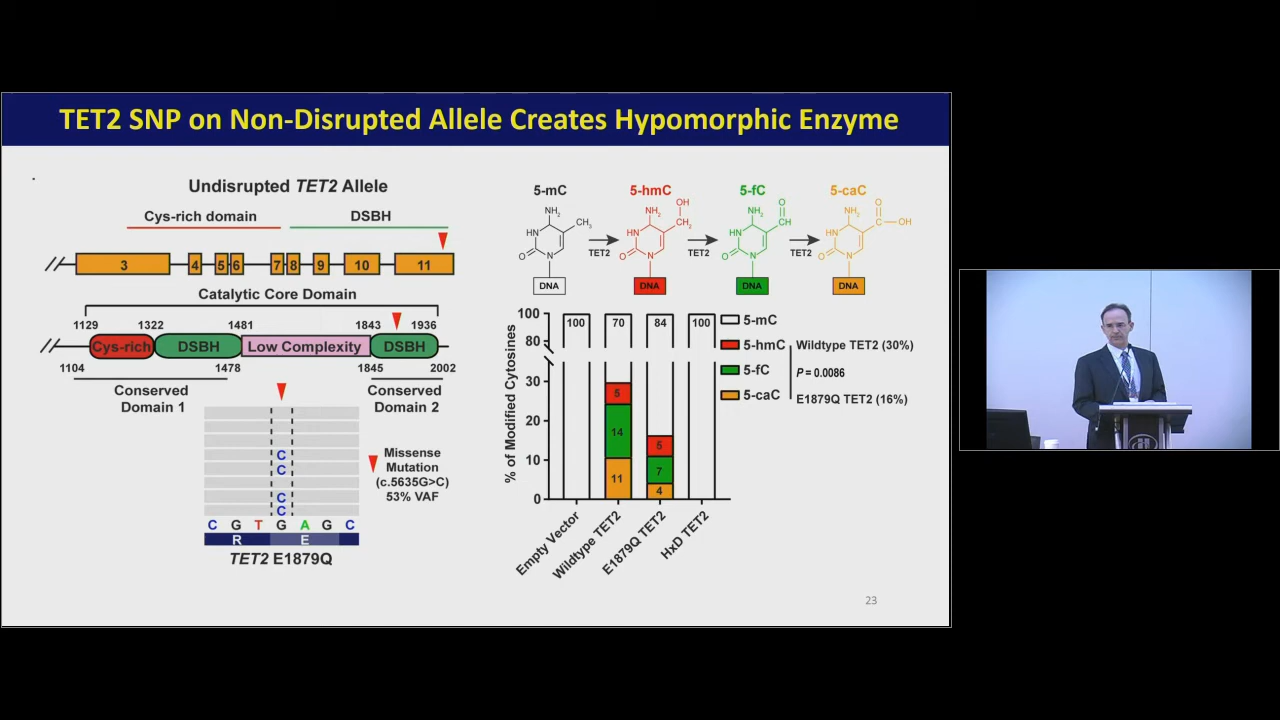 TET2 SNP on Non-Disrupted Allele Creates Hypomorphic Enzyme
Undisrupted TET2 Allele
Cys-rich domain DSBH
3 4 5 6 7 8 9 10 11
Catalytic Core Domain
1129 1322 1481 1843 1936
Cys-rich DSBH Low Complexity DSBH
1104 1478 1845 2002
Conserved
Domain 1
Conserved
Domain 2
C
C
C
C
C G T G A G C
R E
TET2 E1879Q
Missense
Mutation
(c.5635G>C)
53% VAF
5-mC 5-hmC 5-fC 5-caC
NH2 CH3 HN O N DNA
TET2
NH2 OH CH2 HN O N DNA
TET2
NH2 O CH HN O N DNA
TET2
NH2 O C OH HN O N DNA
% of Modified Cytosines
100
80
30
20
10
0
100 70 84 100
5 14 11
5 7 4
Empty Vector
Wildtype TET2
E1879Q TET2
HxD TET2
5-mC
5-hmC
5-fC
5-caC
Wildtype TET2 (30%)
P = 0.0086
E1879Q TET2 (16%)
23